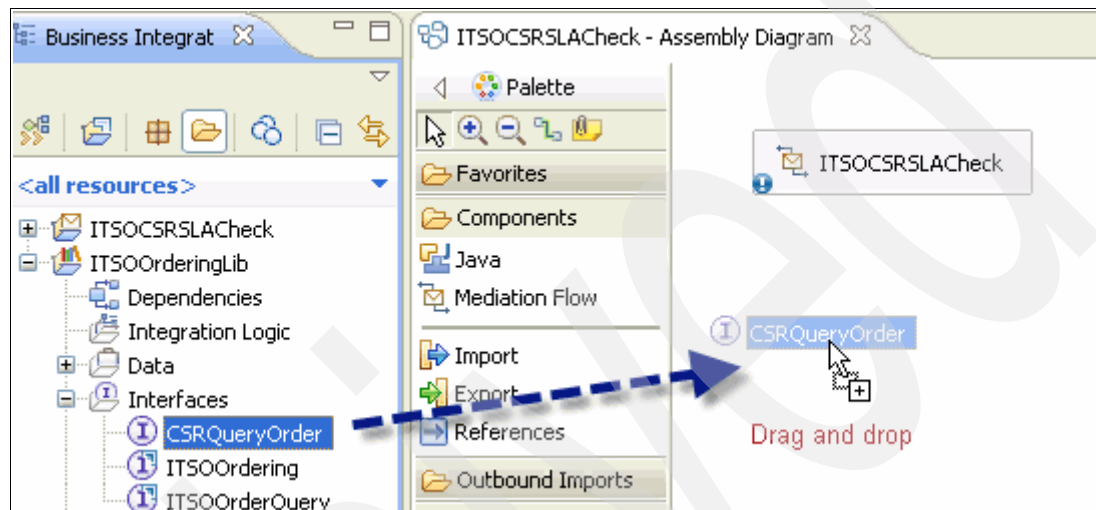 Business Integrat
<all resources>
ITSOCSRSLACheck
ITSOOrderingLib
Dependencies
Integration Logic
Data
Interfaces
CSRQueryOrder
ITSOOrdering
ITSOOrderQuery
ITSOCSRSLACheck - Assembly Diagram
Palette
Favorites
Components
Java
Mediation Flow
Import
Export
References
Outbound Imports
ITSOCSRSLACheck
CSRQueryOrder
Drag and drop